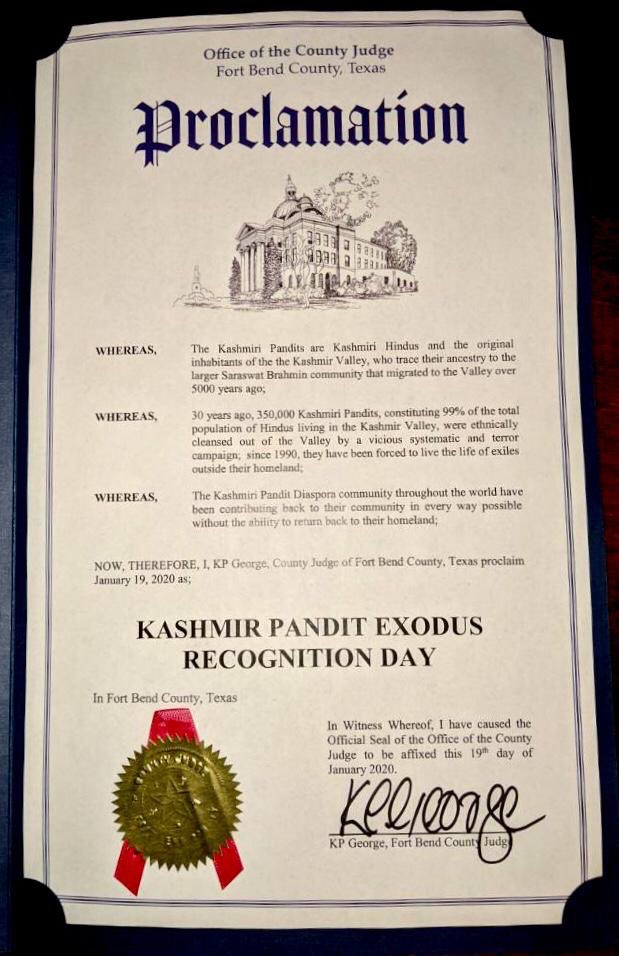 Office of the County Judge
Fort Bend County, Texas
Proclamation
WHEREAS, The Kashmiri Pandits are Kashmiri Hindus and the original
inhabitants of the the Kashmir Valley, who trace their ancestry to the
larger Saraswat Brahmin community that migrated to the Valley over
5000 years ago;
WHEREAS, 30 years ago, 350,000 Kashmiri Pandits, constituting 99% of the total
population of Hindus living in the Kashmir Valley, were ethnically
cleansed out of the Valley by a vicious systematic and terror
campaign; since 1990, they have been forced to live the life of exiles
outside their homeland;
WHEREAS, The Kashmiri Pandit Diaspora community throughout the world have
been contributing back to their community in every way possible
without the ability to return back to their homeland;
NOW, THEREFORE, I, KP George, County Judge of Fort Bend County, Texas proclaim
January 19, 2020 as;
KASHMIR PANDIT EXODUS
RECOGNITION DAY
In Fort Bend County, Texas
In Witness Whereof, I have caused the
Official Seal of the Office of the County
Judge to be affixed this 19th day of
January 2020.
KP George
KP George, Fort Bend County Judge